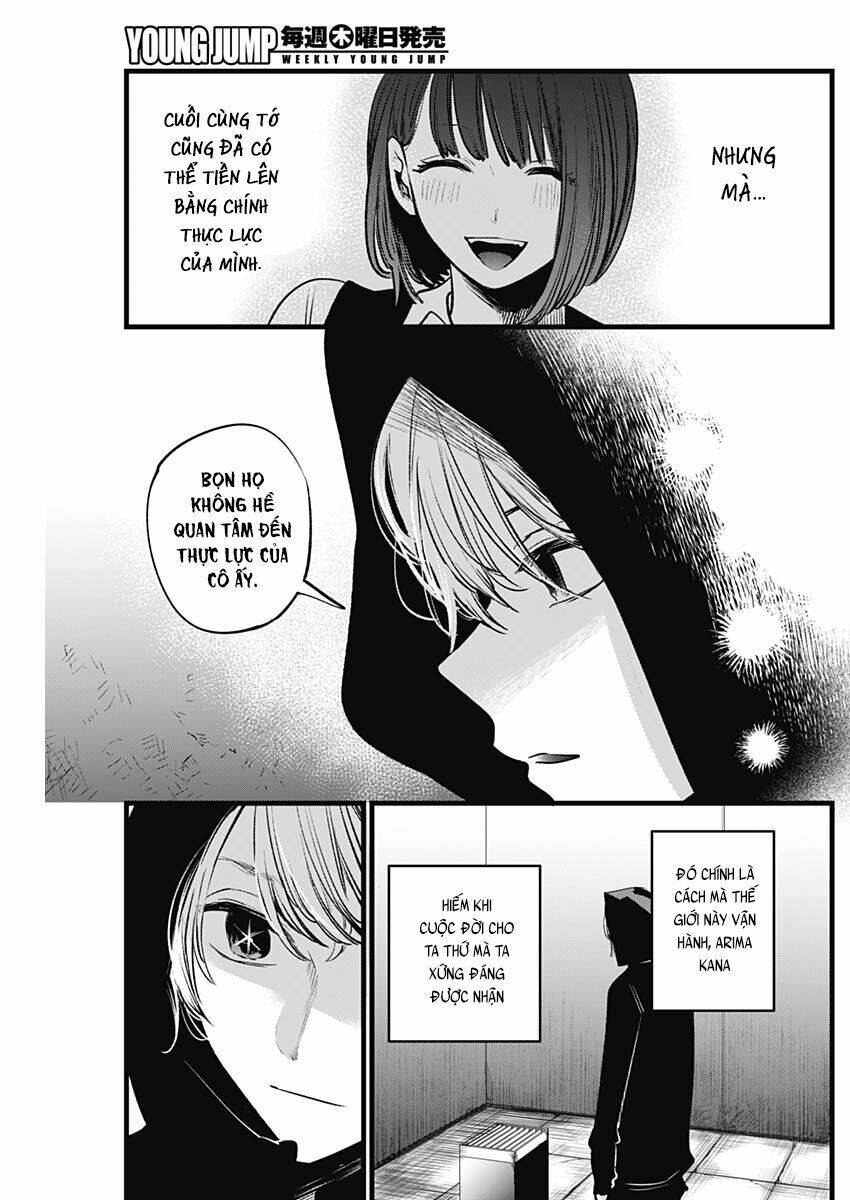 YOUNG JUMP 毎週木曜日発売
WEEKLY YOUNG JUMP
NHƯNG
MÀ...
CUỐI CÙNG TỚ
CŨNG ĐÃ CÓ
THỂ TIẾN LÊN
BẰNG CHÍNH
THỰC LỰC
CỦA MÌNH.
BỌN HỌ
KHÔNG HỀ
QUAN TÂM ĐẾN
THỰC LỰC CỦA
CÔ ẤY.
ĐÓ CHÍNH LÀ
CÁCH MÀ THẾ
GIỚI NÀY VẬN
HÀNH, ARIMA
KANA
HIẾM KHI
CUỘC ĐỜI CHO
TA THỨ MÀ TA
XỨNG ĐÁNG
ĐƯỢC NHẬN